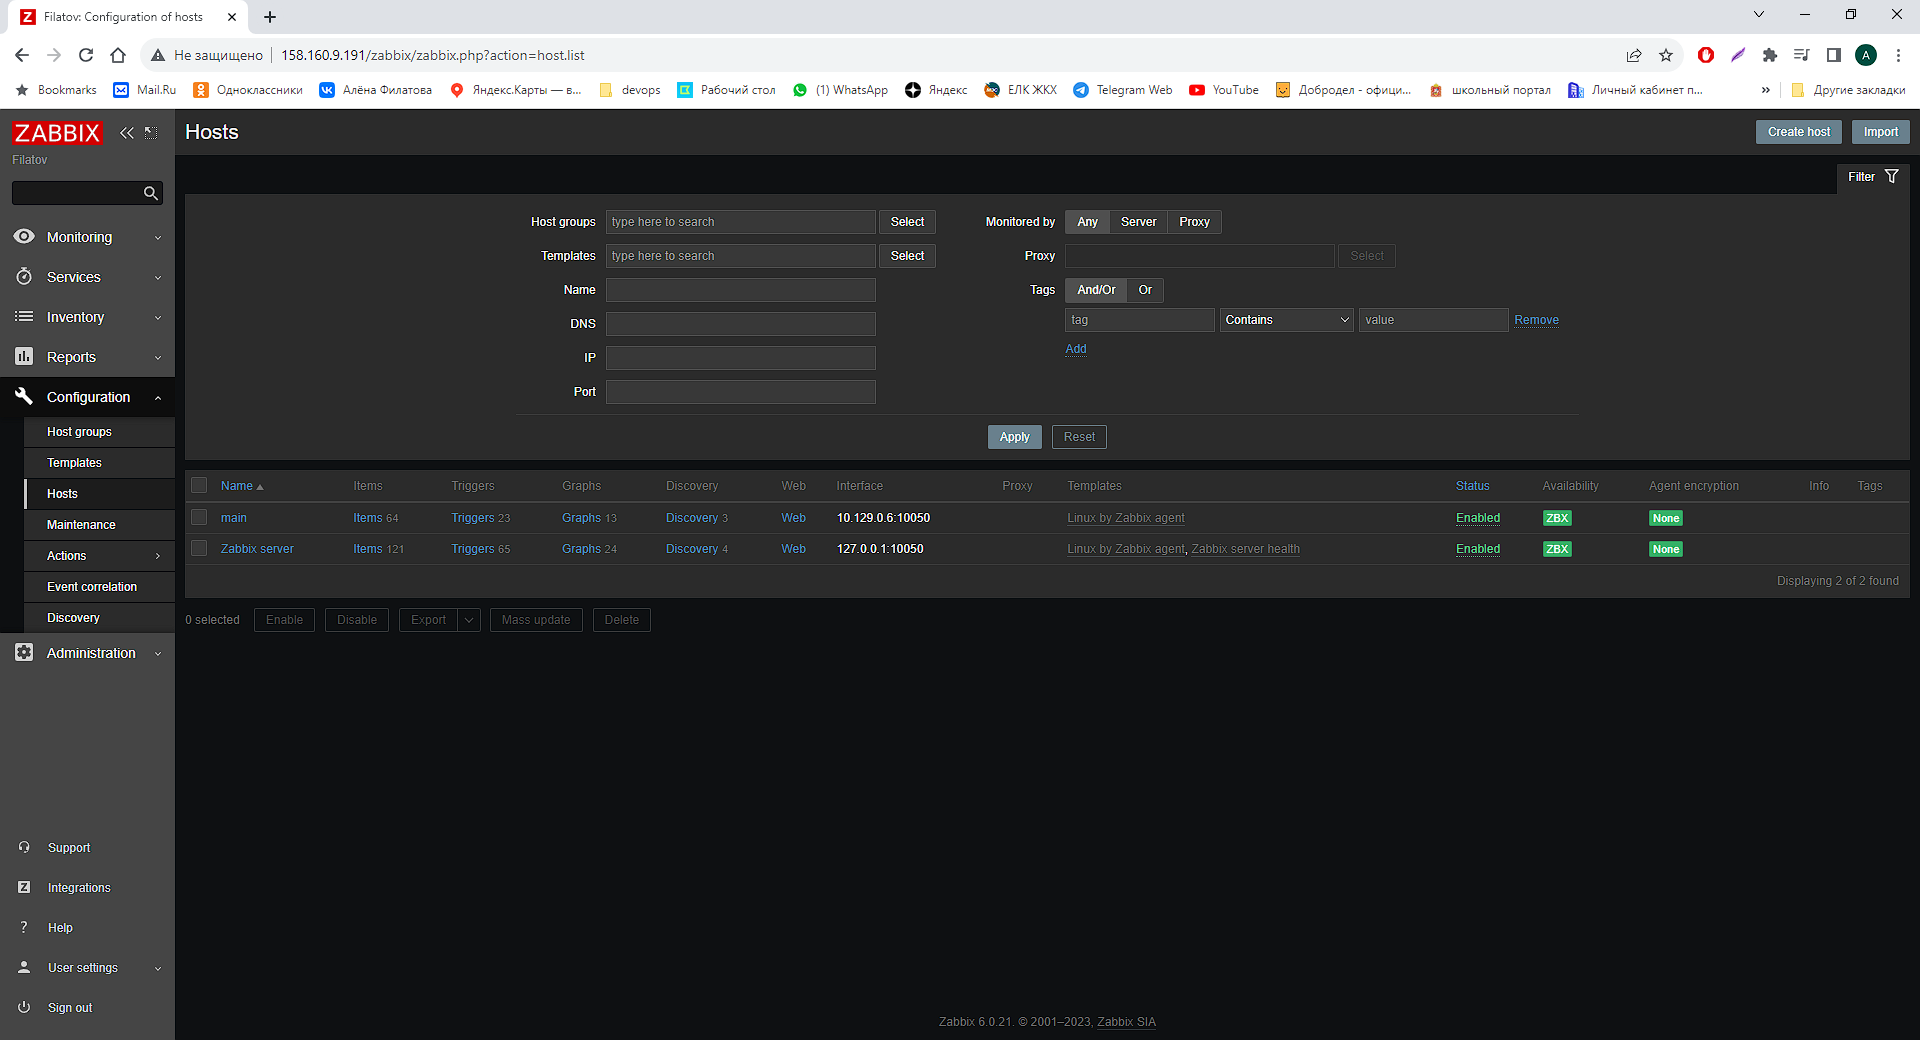 Filatov: Configuration of hosts
Не защищено 158.160.9.191/zabbix/zabbix.php?action=host.list
A
Bookmarks Mail.Ru Одноклассники Алёна Филатова Яндекс.Карты — в... devops Рабочий стол (1) WhatsApp Яндекс ЕЛК ЖКХ Telegram Web YouTube Добродел - офици... школьный портал Личный кабинет п... » Другие закладки
ZABBIX
Filatov
Monitoring
Services
Inventory
Reports
Configuration
Host groups
Templates
Hosts
Maintenance
Actions
Event correlation
Discovery
Administration
Support
Integrations
Help
User settings
Sign out
Hosts
Create host Import
Filter
Host groups type here to search Select
Templates type here to search Select
Name
DNS
IP
Port
Monitored by Any Server Proxy
Proxy Select
Tags And/Or Or
tag Contains value Remove
Add
Apply Reset
Name Items Triggers Graphs Discovery Web Interface Proxy Templates Status Availability Agent encryption Info Tags
main Items 64 Triggers 23 Graphs 13 Discovery 3 Web 10.129.0.6:10050 Linux by Zabbix agent Enabled ZBX None
Zabbix server Items 121 Triggers 65 Graphs 24 Discovery 4 Web 127.0.0.1:10050 Linux by Zabbix agent, Zabbix server health Enabled ZBX None
Displaying 2 of 2 found
0 selected Enable Disable Export Mass update Delete
Zabbix 6.0.21. © 2001–2023, Zabbix SIA